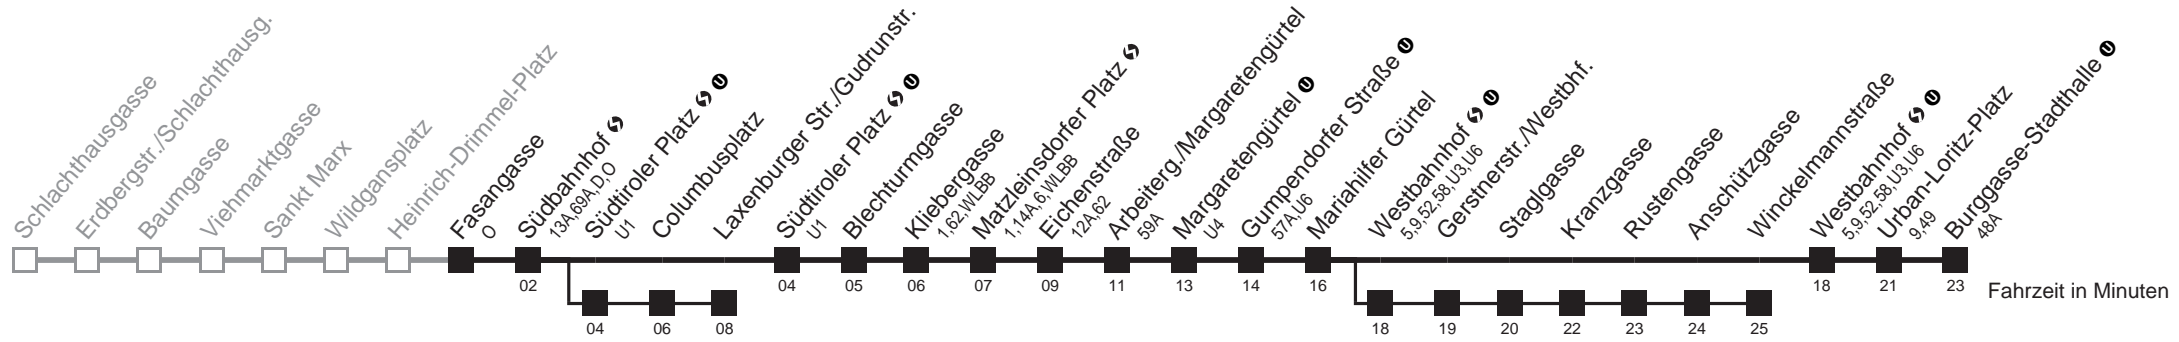 Schlachthausgasse
Erdbergstr./Schlachthausg.
Baumgasse
Viehmarktgasse
Sankt Marx
Wildgansplatz
Heinrich-Drimmel-Platz
Fasangasse
O
Südbahnhof
13A,69A,D,O
Südtiroler Platz U
U1
Columbusplatz
Laxenburger Str./Gudrunstr.
Südtiroler Platz U
U1
Blechturmgasse
Kliebergasse
1,62,WLBB
Matzleinsdorfer Platz
1,14A,6,WLBB
Eichenstraße
12A,62
Arbeiterg./Margaretengürtel
59A
Margaretengürtel U
U4
Gumpendorfer Straße U
57A,U6
Mariahilfer Gürtel
Westbahnhof U
5,9,52,58,U3,U6
Gerstnerstr./Westbhf.
Staglgasse
Kranzgasse
Rustengasse
Anschützgasse
Winckelmannstraße
Westbahnhof U
5,9,52,58,U3,U6
Urban-Loritz-Platz
9,49
Burggasse-Stadthalle U
48A
02 04 05 06 07 09 11 13 14 16 18 21 23
Fahrzeit in Minuten
04 06 08 18 19 20 22 23 24 25